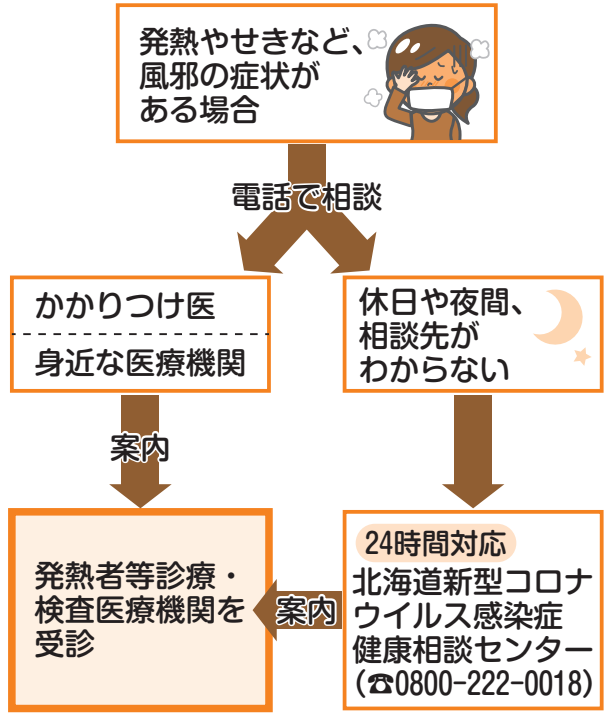 発熱やせきなど、
風邪の症状が
ある場合
電話で相談
かかりつけ医
身近な医療機関
休日や夜間、
相談先が
わからない
案内
発熱者等診療・
検査医療機関を
受診
案内
24時間対応
北海道新型コロナ
ウイルス感染症
健康相談センター
(☎0800-222-0018)